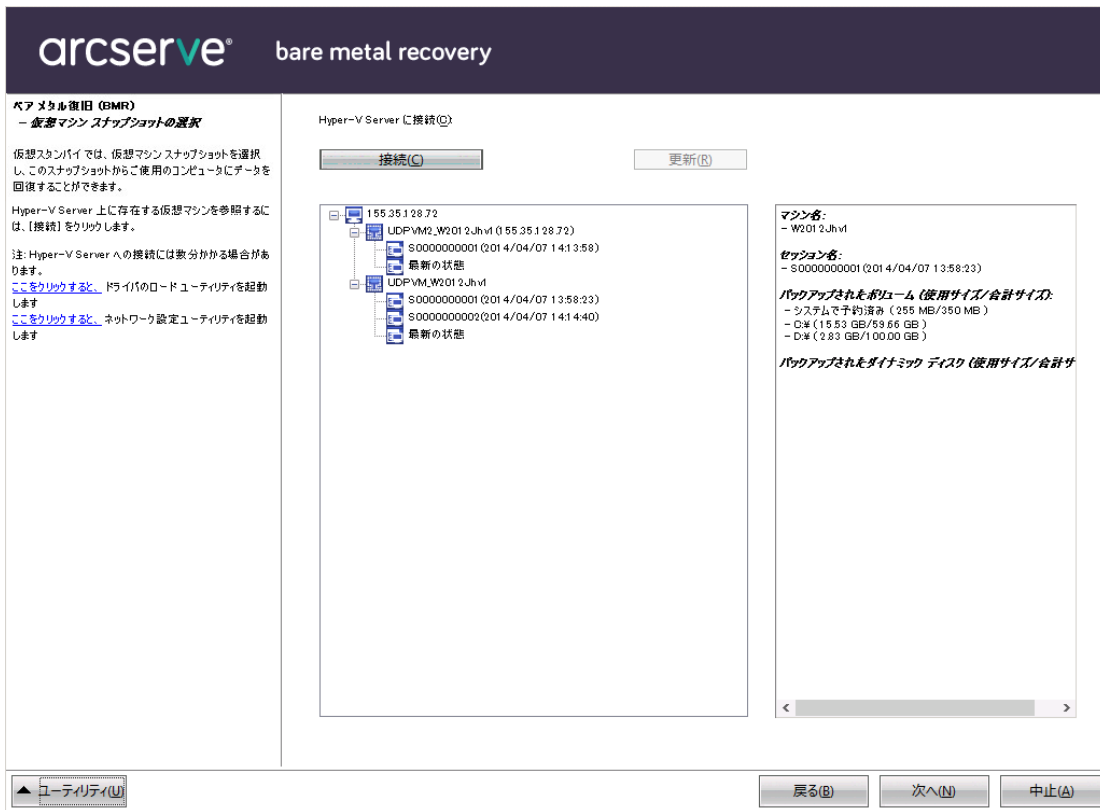 arcserve® bare metal recovery
ベア メタル復旧 (BMR)
- 仮想マシン スナップショットの選択
仮想スタンバイ では、仮想マシン スナップショットを選択
し、このスナップショットからご使用のコンピュータにデータを
回復することができます。
Hyper-V Server 上に存在する仮想マシンを参照するに
は、[接続] をクリックします。
注: Hyper-V Server への接続には数分かかる場合があ
ります。
ここをクリックすると、 ドライバのロード ユーティリティを起動
します
ここをクリックすると、 ネットワーク設定ユーティリティを起動
します
Hyper-V Server に接続(C):
接続(C)
更新(R)
155.35.128.72
UDPVM2_W2012Jhvf (155.35.128.72)
S0000000001(2014/04/07 14:13:58)
最新の状態
UDPVM_W2012Jhvf
S0000000001(2014/04/07 13:58:23)
S0000000002(2014/04/07 14:14:40)
最新の状態
マシン名:
- W2012Jhvf
セッション名:
- S0000000001(2014/04/07 13:58:23)
バックアップされたボリューム (使用サイズ/合計サイズ):
- システムで予約済み ( 255 MB/350 MB )
- C:¥ ( 15.53 GB/59.66 GB )
- D:¥ ( 2.83 GB/100.00 GB )
バックアップされたダイナミック ディスク (使用サイズ/合計サ
ユーティリティ(U)
戻る(B)
次へ(N)
中止(A)